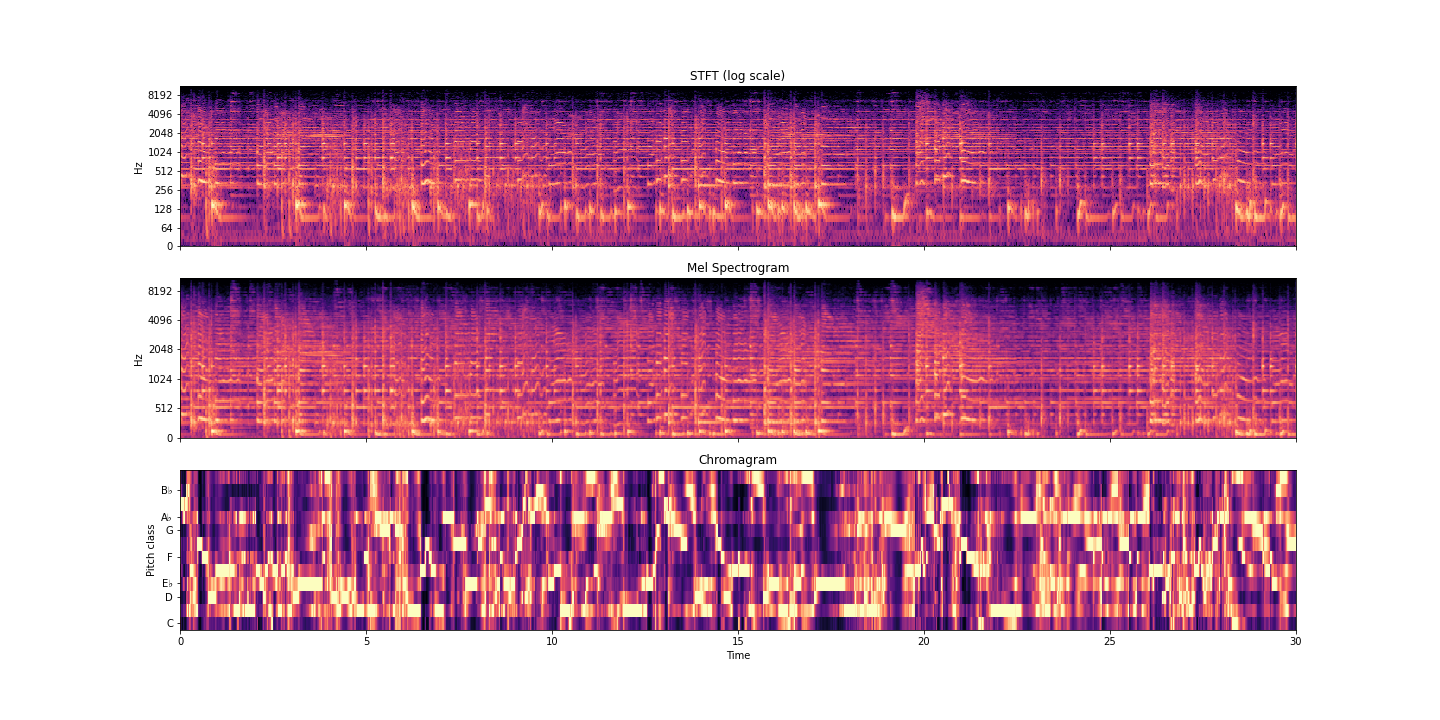 STFT (log scale)
8192
4096
2048
1024
512
256
128
64
0
Hz
Mel Spectrogram
8192
4096
2048
1024
512
0
Hz
Chromagram
B♭
A♭
G
F
E♭
D
C
Pitch class
0 5 10 15 20 25 30
Time